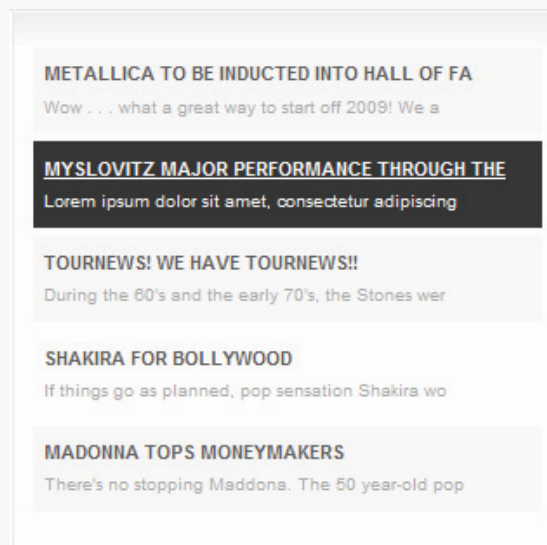 METALLICA TO BE INDUCTED INTO HALL OF FA
Wow . . . what a great way to start off 2009! We a
MYSLOVITZ MAJOR PERFORMANCE THROUGH THE
Lorem ipsum dolor sit amet, consectetur adipiscing
TOURNEWS! WE HAVE TOURNEWS!!
During the 60's and the early 70's, the Stones wer
SHAKIRA FOR BOLLYWOOD
If things go as planned, pop sensation Shakira wo
MADONNA TOPS MONEYMAKERS
There's no stopping Maddona. The 50 year-old pop